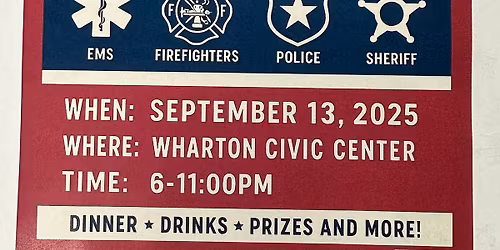 F F
EMS FIREFIGHTERS POLICE SHERIFF
WHEN: SEPTEMBER 13, 2025
WHERE: WHARTON CIVIC CENTER
TIME: 6-11:00PM
DINNER ★ DRINKS ★ PRIZES AND MORE!